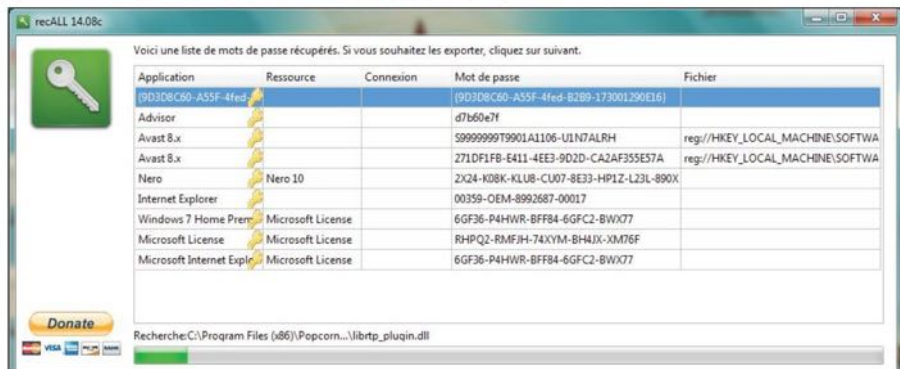 recALL 14.08c
Voici une liste de mots de passe récupérés. Si vous souhaitez les exporter, cliquez sur suivant.
Application Ressource Connexion Mot de passe Fichier
(9D3D8C60-A55F-4fed- (9D3D8C60-A55F-4fed-B2B9-173001290E16)
Advisor d7b60e7f
Avast 8.x S9999999T9901A1106-U1N7ALRH reg://HKEY_LOCAL_MACHINE\SOFTWA
Avast 8.x 271DF1FB-E411-4EE3-9D2D-CA2AF355E57A reg://HKEY_LOCAL_MACHINE\SOFTWA
Nero Nero 10 2X24-K08K-KLU8-CU07-8E33-HP1Z-L23L-890X
Internet Explorer 00359-OEM-8992687-00017
Windows 7 Home Prem Microsoft License 6GF36-P4HWR-BFF84-6GFC2-BWX77
Microsoft License Microsoft License RHPQ2-RMFJH-74XYM-BH4JX-XM76F
Microsoft Internet Explo Microsoft License 6GF36-P4HWR-BFF84-6GFC2-BWX77
Donate
VISA
Recherche:C:\Program Files (x86)\Popcorn...\librtp_plugin.dll